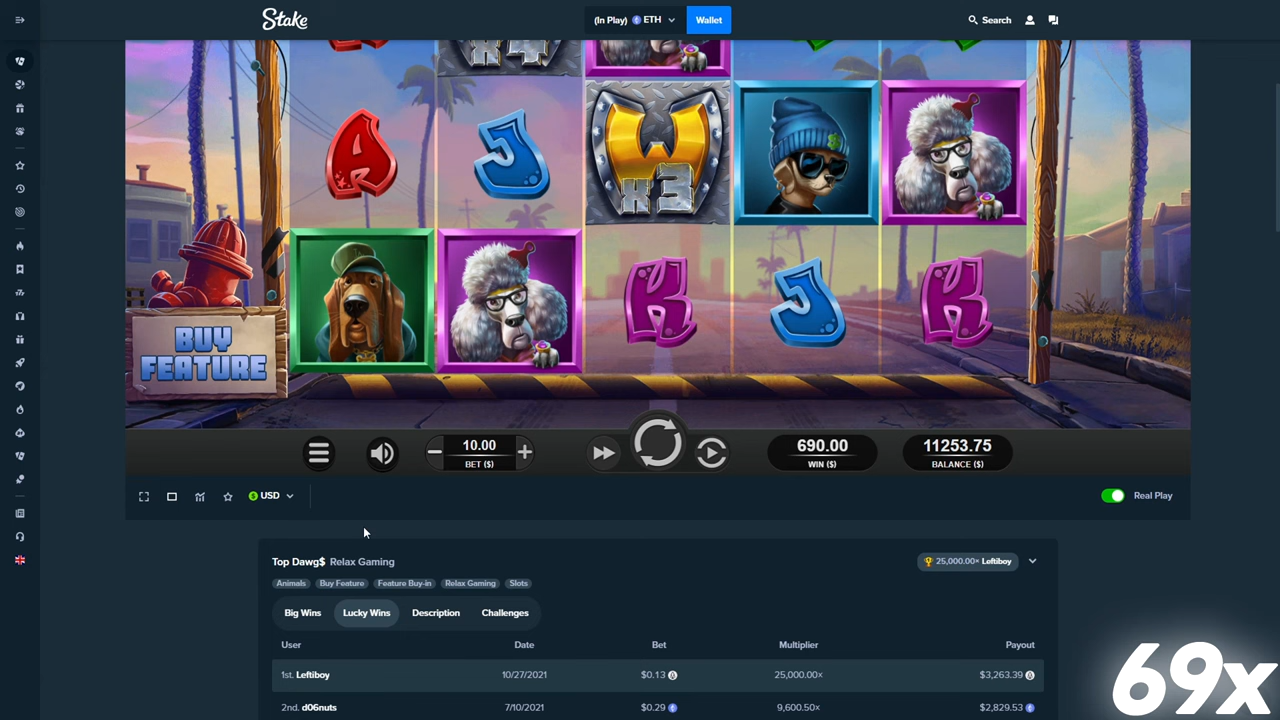 Stake
(In Play) ETH
Wallet
Search
x4
A
J
W
x3
K
J
K
BUY
FEATURE
10.00
BET ($)
690.00
WIN ($)
11253.75
BALANCE ($)
USD
Real Play
Top Dawg$ Relax Gaming
25,000.00× Leftiboy
Animals Buy Feature Feature Buy-in Relax Gaming Slots
Big Wins Lucky Wins Description Challenges
User Date Bet Multiplier Payout
1st. Leftiboy 10/27/2021 $0.13 25,000.00× $3,263.39
2nd. d06nuts 7/10/2021 $0.29 9,600.50× $2,829.53
69x